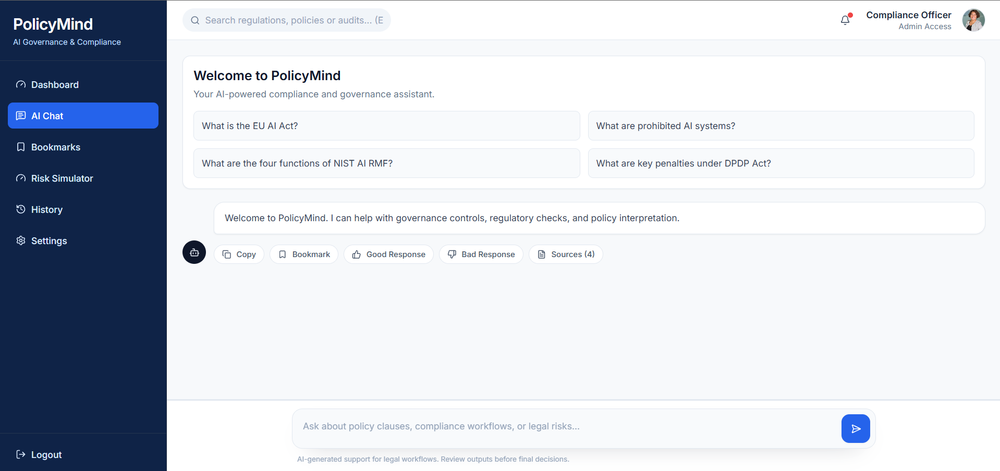 PolicyMind
AI Governance & Compliance
Dashboard
AI Chat
Bookmarks
Risk Simulator
History
Settings
Logout
Search regulations, policies or audits... (E
Compliance Officer
Admin Access
Welcome to PolicyMind
Your AI-powered compliance and governance assistant.
What is the EU AI Act?
What are prohibited AI systems?
What are the four functions of NIST AI RMF?
What are key penalties under DPDP Act?
Welcome to PolicyMind. I can help with governance controls, regulatory checks, and policy interpretation.
Copy
Bookmark
Good Response
Bad Response
Sources (4)
Ask about policy clauses, compliance workflows, or legal risks...
AI-generated support for legal workflows. Review outputs before final decisions.